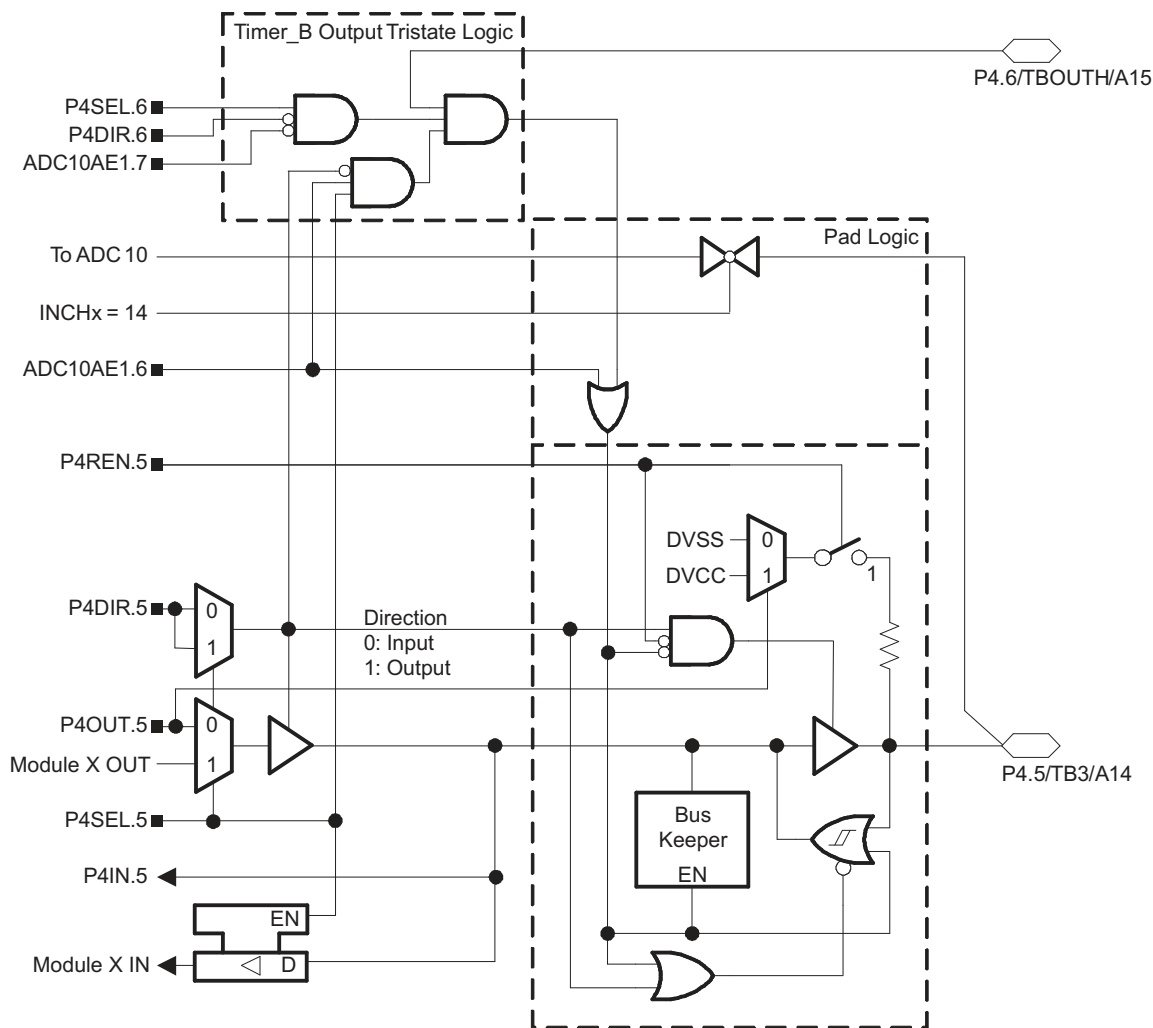 Timer_B Output Tristate Logic
P4.6/TBOUTH/A15
P4SEL.6
P4DIR.6
ADC10AE1.7
Pad Logic
To ADC 10
INCHx = 14
ADC10AE1.6
P4REN.5
DVSS
0
DVCC
1
1
P4DIR.5
0
1
Direction
0: Input
1: Output
P4OUT.5
0
Module X OUT
1
P4.5/TB3/A14
P4SEL.5
Bus
Keeper
EN
P4IN.5
EN
Module X IN
D